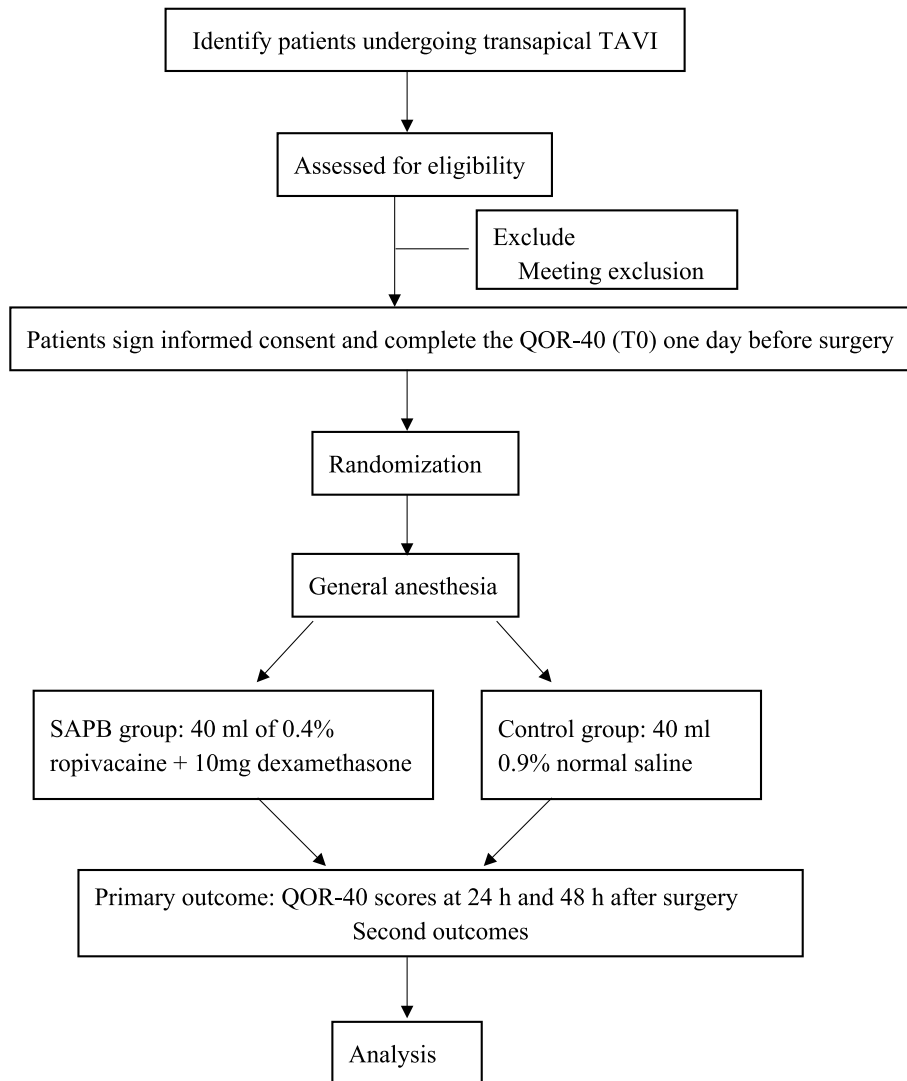 Identify patients undergoing transapical TAVI
Assessed for eligibility
Exclude
Meeting exclusion
Patients sign informed consent and complete the QOR-40 (T0) one day before surgery
Randomization
General anesthesia
SAPB group: 40 ml of 0.4%
ropivacaine + 10mg dexamethasone
Control group: 40 ml
0.9% normal saline
Primary outcome: QOR-40 scores at 24 h and 48 h after surgery
Second outcomes
Analysis